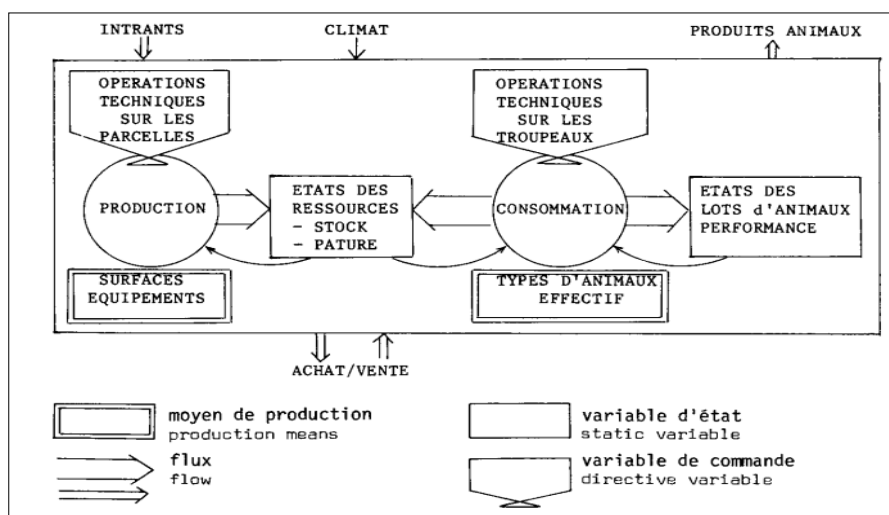 INTRANTS
CLIMAT
PRODUITS ANIMAUX
OPERATIONS
TECHNIQUES
SUR LES
PARCELLES
OPERATIONS
TECHNIQUES
SUR LES
TROUPEAUX
PRODUCTION
ETATS DES
RESSOURCES
- STOCK
- PATURE
CONSOMMATION
ETATS DES
LOTS d'ANIMAUX
PERFORMANCE
SURFACES
EQUIPEMENTS
TYPES D'ANIMAUX
EFFECTIF
ACHAT/VENTE
moyen de production
production means
flux
flow
variable d'état
static variable
variable de commande
directive variable